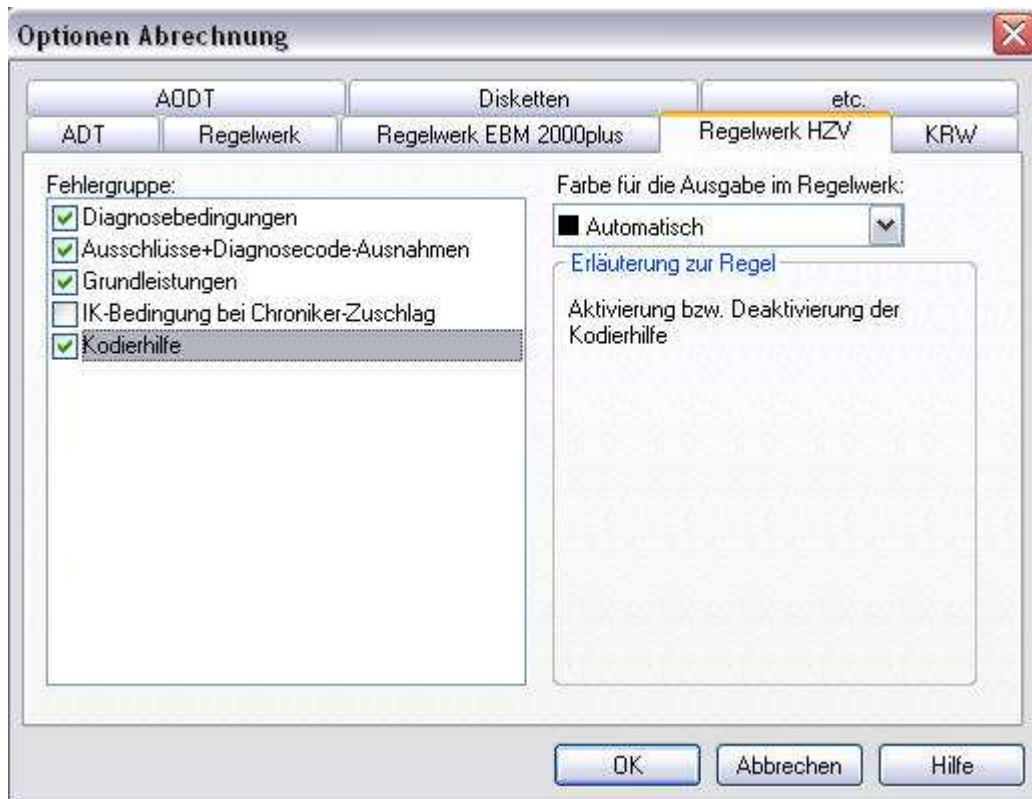 Optionen Abrechnung
AODT Disketten etc.
ADT Regelwerk Regelwerk EBM 2000plus Regelwerk HZV KRW
Fehlergruppe:
Diagnosebedingungen
Ausschlüsse+Diagnosecode-Ausnahmen
Grundleistungen
IK-Bedingung bei Chroniker-Zuschlag
Kodierhilfe
Farbe für die Ausgabe im Regelwerk:
Automatisch
Erläuterung zur Regel
Aktivierung bzw. Deaktivierung der
Kodierhilfe
OK Abbrechen Hilfe